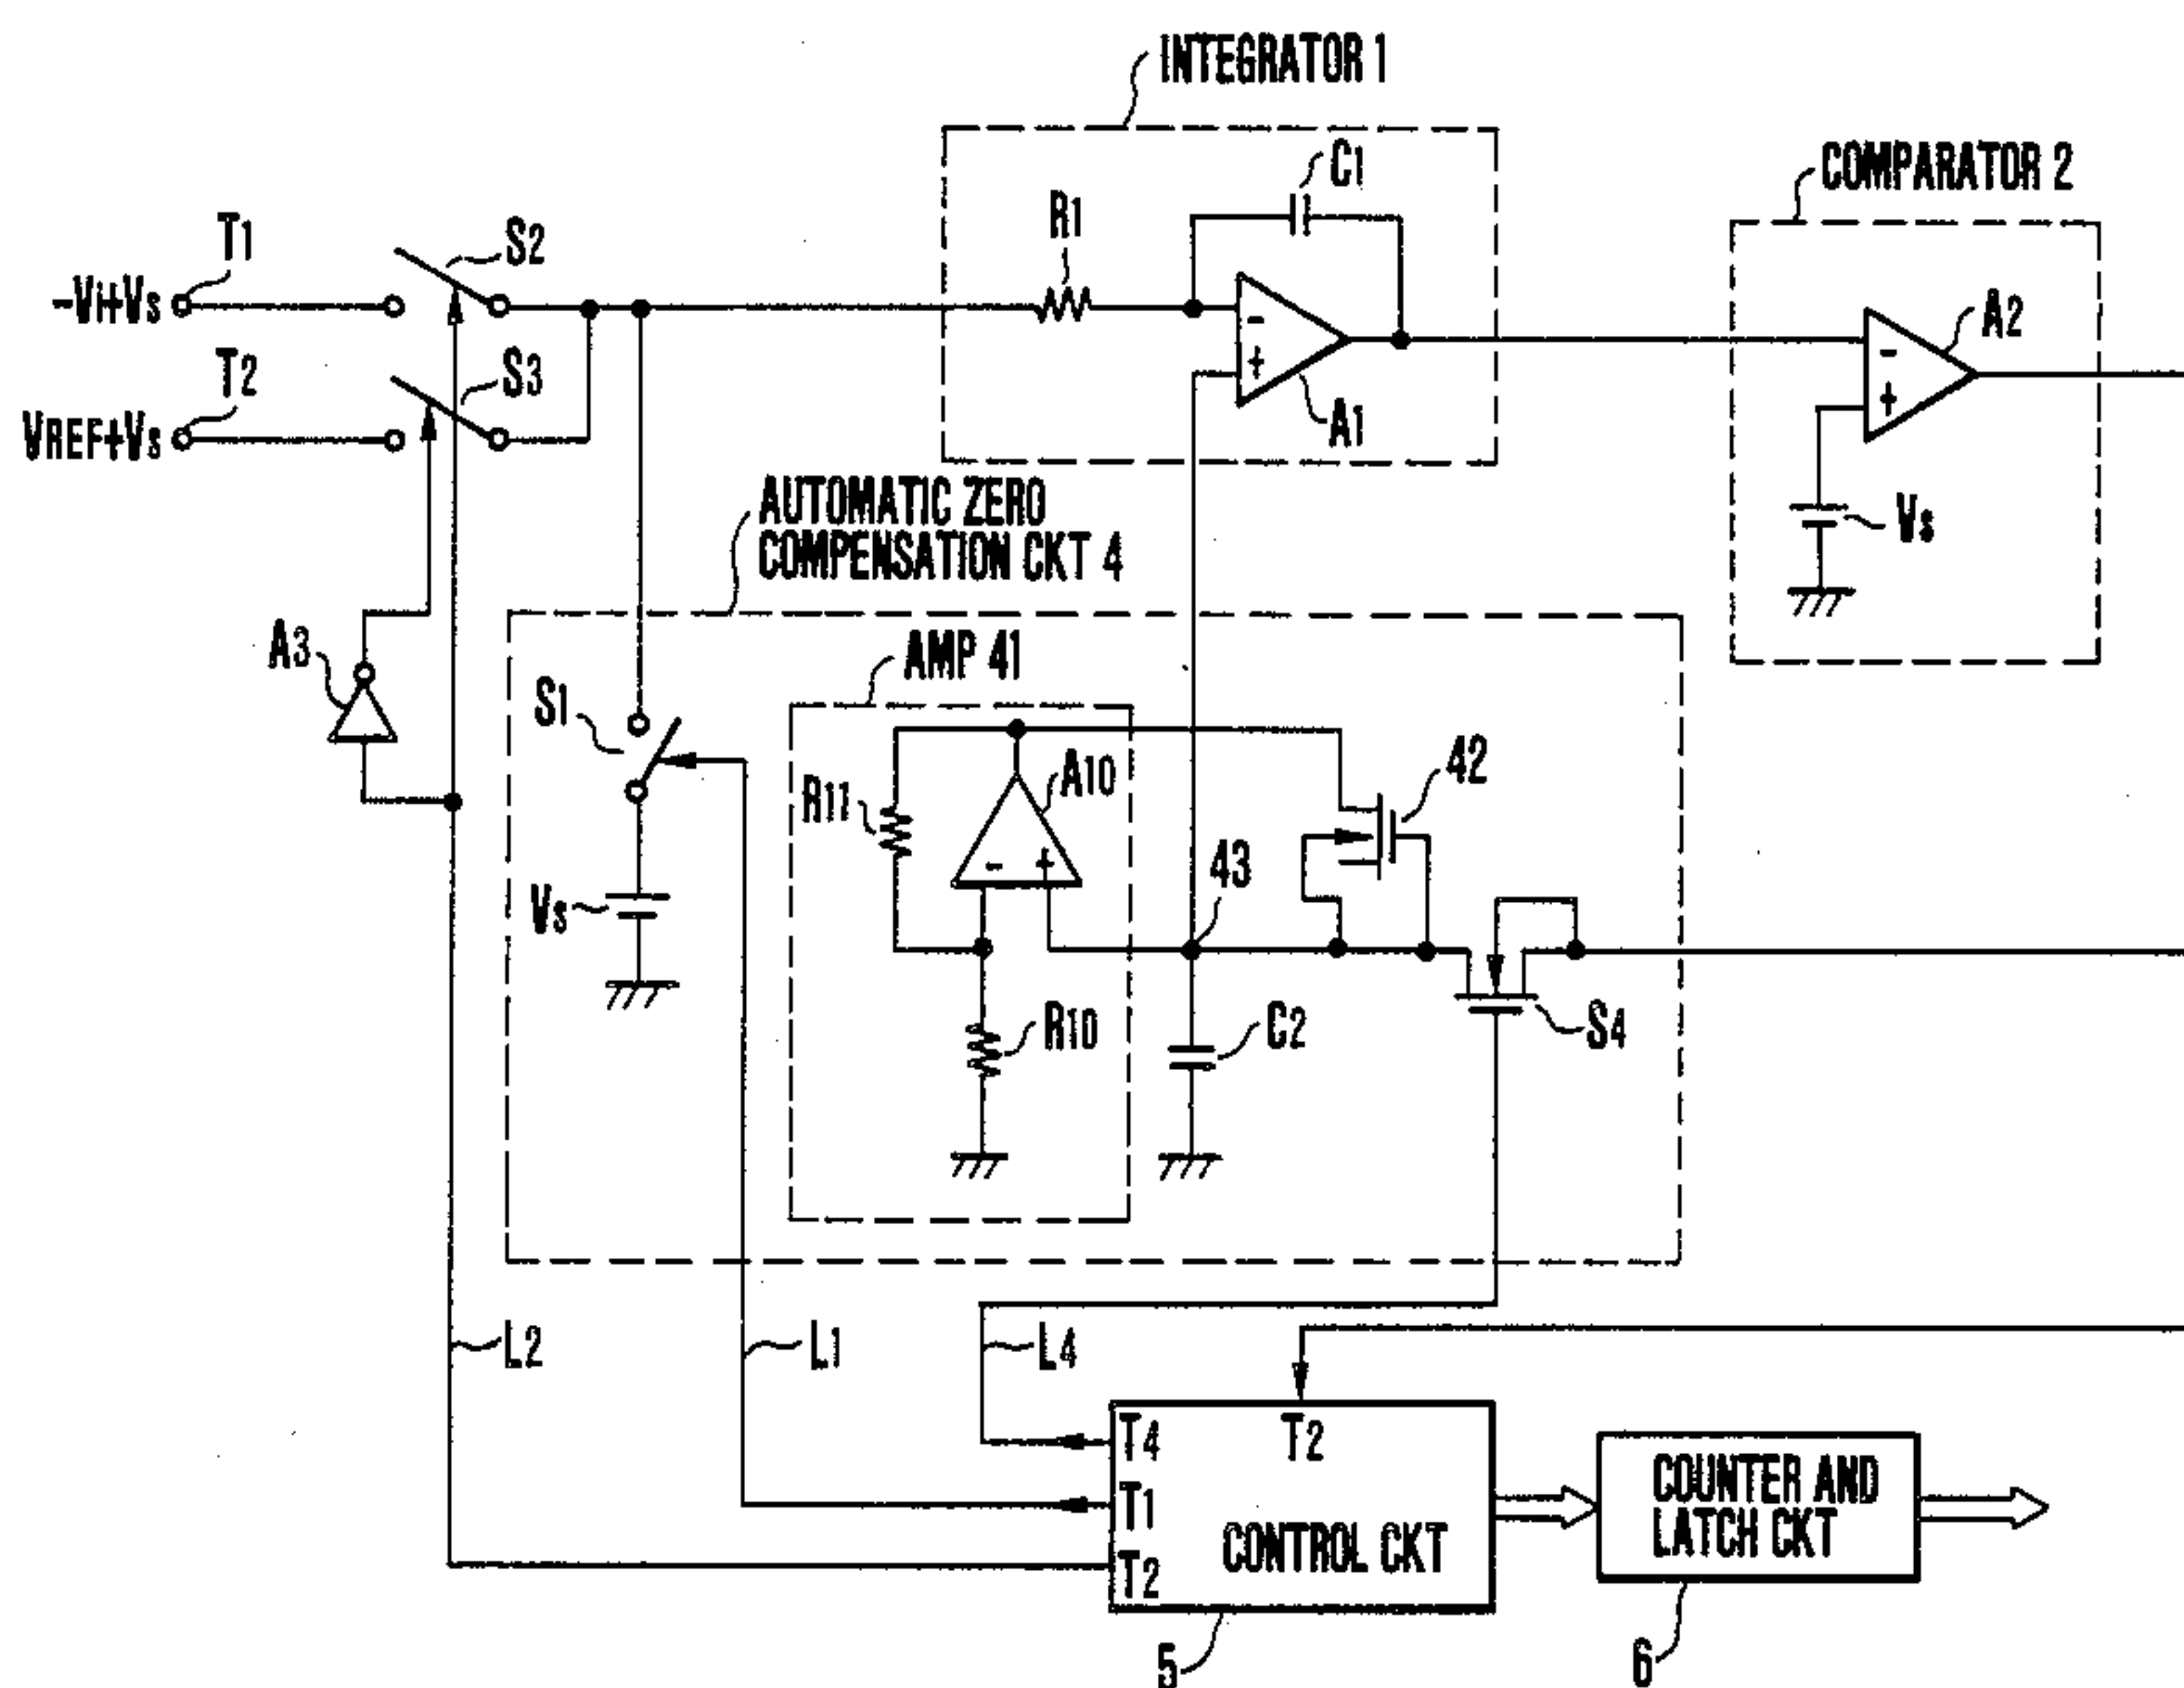 INTEGRATOR 1
C1
COMPARATOR 2
R1
T1
S2
-Vi+Vs
A2
T2
S3
VREF+Vs
A1
Vs
AUTOMATIC ZERO
COMPENSATION CKT 4
A3
AMP 41
S1
A10
42
R11
43
Vs
R10
C2
S4
L2
L1
L4
T4
T2
T1
T2
CONTROL CKT
COUNTER AND
LATCH CKT
5
6